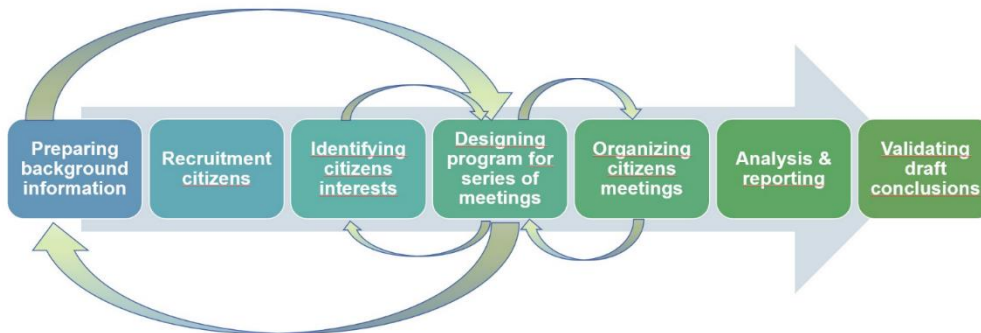 Preparing
background
information
Recruitment
citizens
Identifying
citizens
interests
Designing
program for
series of
meetings
Organizing
citizens
meetings
Analysis &
reporting
Validating
draft
conclusions